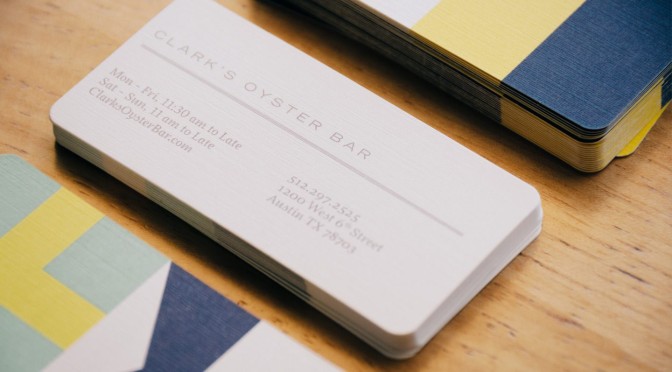 CLARK'S OYSTER BAR
Mon - Fri, 11:30 am to Late
Sat - Sun, 11 am to Late
ClarksOysterBar.com
512.297.2525
1200 West 6th Street
Austin TX 78703